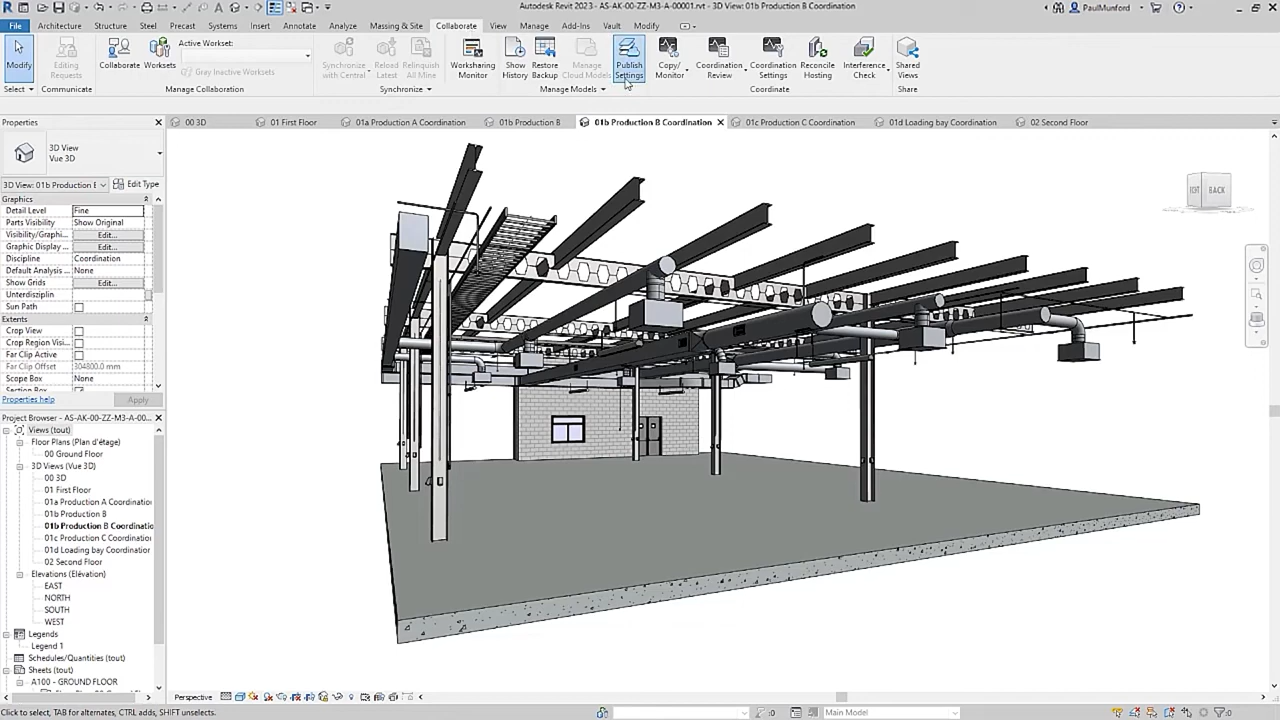 Autodesk Revit 2023 - AS-AK-00-ZZ-M3-A-00001.rvt - 3D View: 01b Production B Coordination
PaulMunford
File Architecture Structure Steel Precast Systems Insert Annotate Analyze Massing & Site Collaborate View Manage Add-Ins Vault Modify
Modify
Editing Requests
Collaborate
Worksets
Active Workset:
Gray Inactive Worksets
Synchronize with Central
Reload Latest
Relinquish All Mine
Worksharing Monitor
Show History
Restore Backup
Manage Cloud Models
Publish Settings
Copy/ Monitor
Coordination Review
Coordination Settings
Reconcile Hosting
Interference Check
Shared Views
Select Communicate Manage Collaboration Synchronize Manage Models Coordinate Share
Properties
00 3D 01 First Floor 01a Production A Coordination 01b Production B 01b Production B Coordination 01c Production C Coordination 01d Loading bay Coordination 02 Second Floor
3D View
Vue 3D
3D View: 01b Production E Edit Type
Graphics
Detail Level Fine
Parts Visibility Show Original
Visibility/Graphi... Edit...
Graphic Display ... Edit...
Discipline Coordination
Default Analysis ... None
Show Grids Edit...
Unterdisziplin
Sun Path
Extents
Crop View
Crop Region Visi...
Far Clip Active
Far Clip Offset 304800.0 mm
Scope Box None
Properties help Apply
Project Browser - AS-AK-00-ZZ-M3-A-00...
Views (tout)
Floor Plans (Plan d'étage)
00 Ground Floor
3D Views (Vue 3D)
00 3D
01 First Floor
01a Production A Coordination
01b Production B
01b Production B Coordinatio
01c Production C Coordination
01d Loading bay Coordination
02 Second Floor
Elevations (Elévation)
EAST
NORTH
SOUTH
WEST
Legends
Legend 1
Schedules/Quantities (tout)
Sheets (tout)
A100 - GROUND FLOOR
BACK
Perspective
Click to select, TAB for alternates, CTRL adds, SHIFT unselects.
:0
Main Model
:0